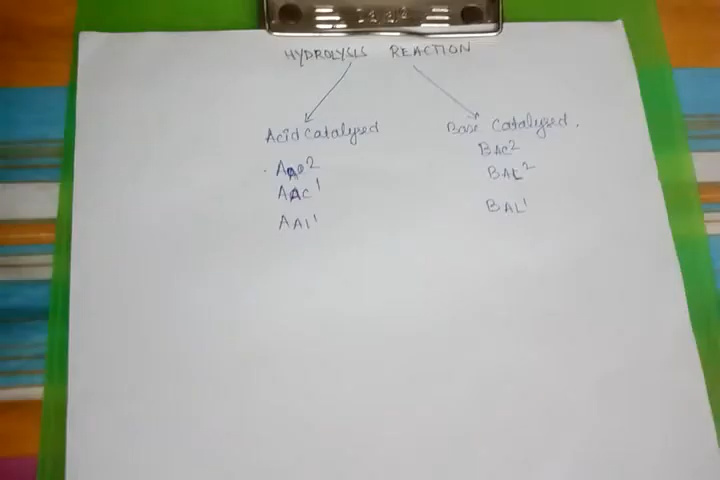 HYDROLYSIS REACTION
Acid Catalysed
Base Catalysed.
AAC2
AAC1
AAl1
BAC2
BAL2
BAL1